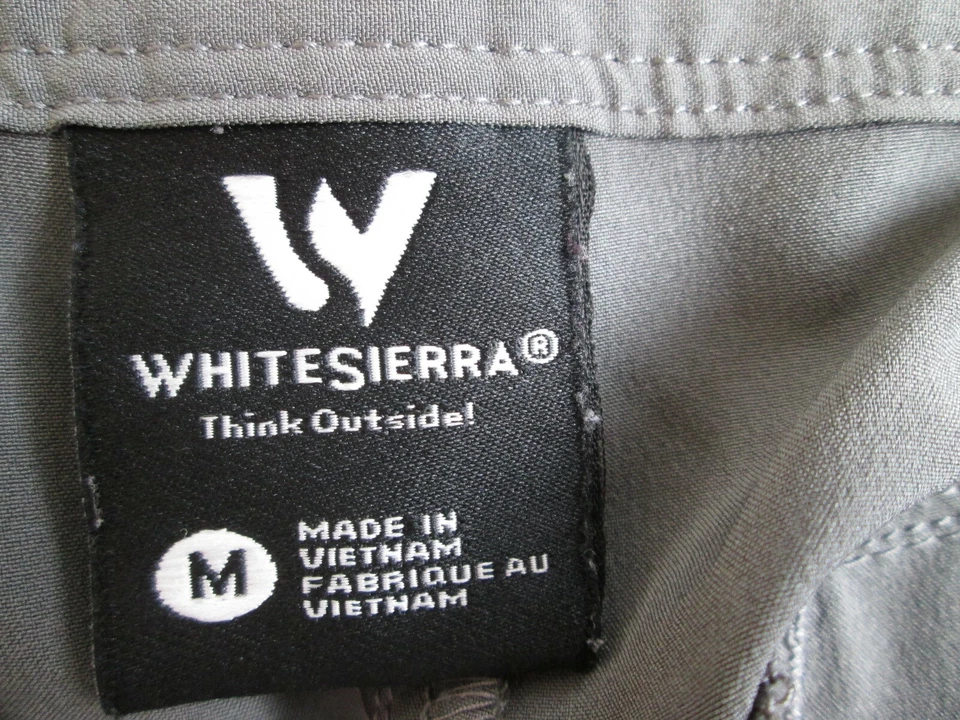 WHITESIERRA®
Think Outside!
M
MADE IN
VIETNAM
FABRIQUE AU
VIETNAM